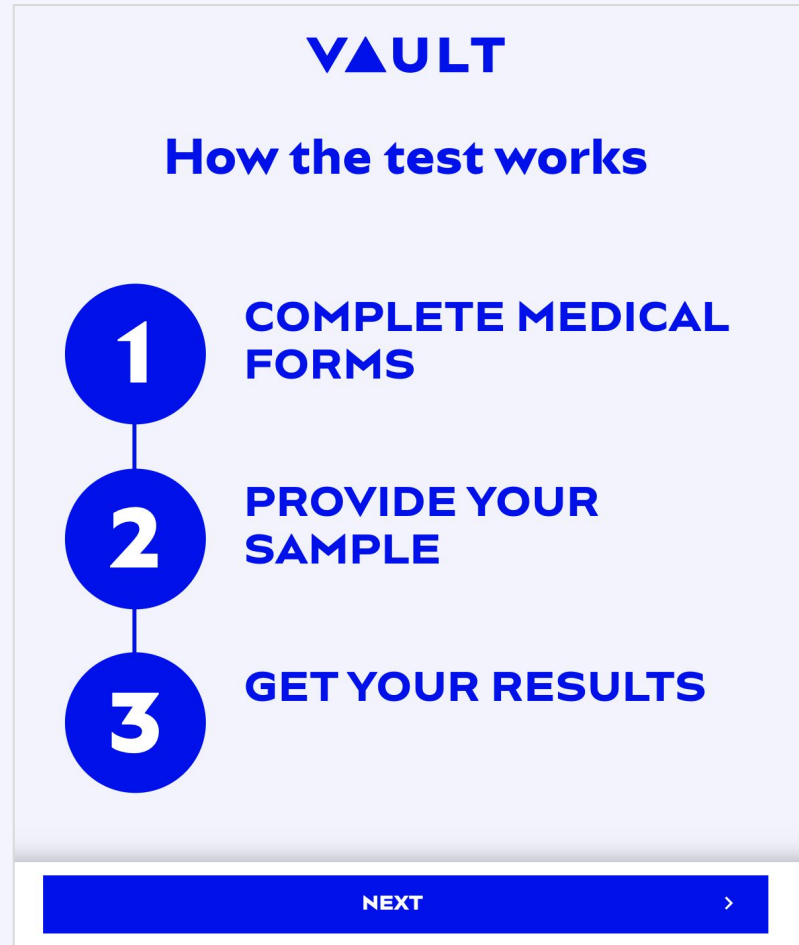 VAULT
How the test works
1
COMPLETE MEDICAL
FORMS
2
PROVIDE YOUR
SAMPLE
3
GET YOUR RESULTS
NEXT